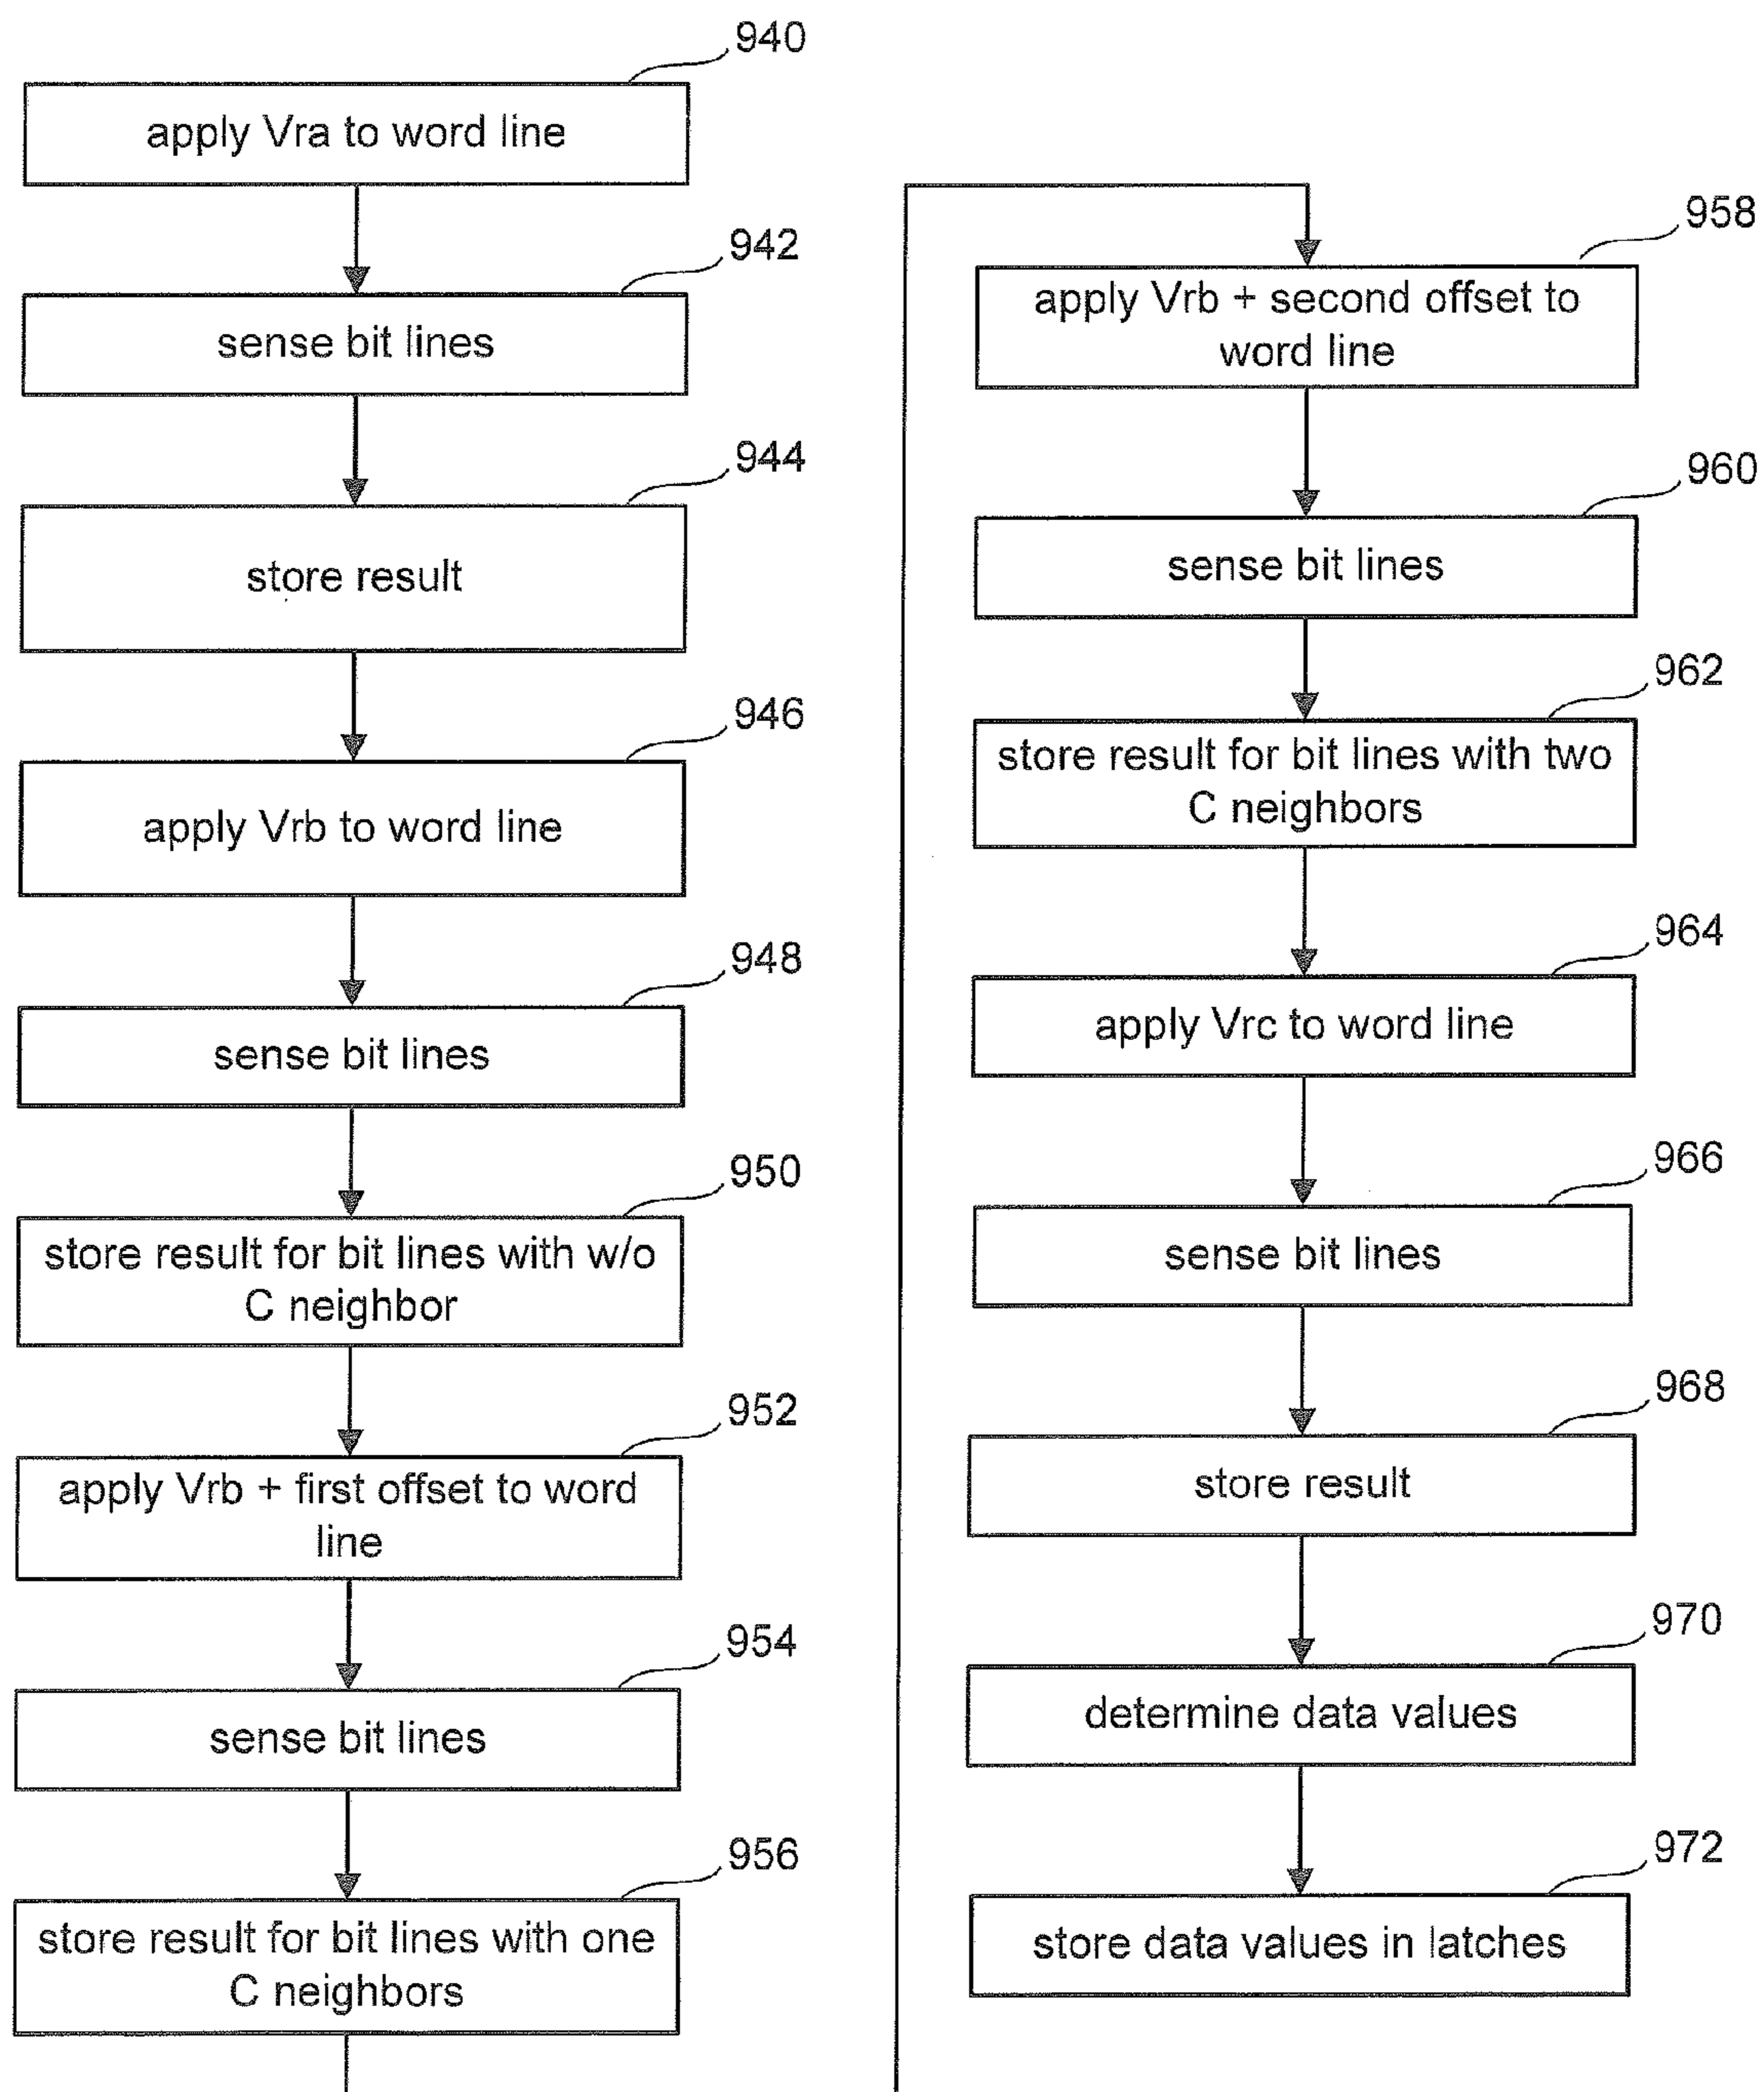 940
apply Vra to word line
942
sense bit lines
944
store result
946
apply Vrb to word line
948
sense bit lines
950
store result for bit lines with w/o
C neighbor
952
apply Vrb + first offset to word
line
954
sense bit lines
956
store result for bit lines with one
C neighbors
958
apply Vrb + second offset to
word line
960
sense bit lines
962
store result for bit lines with two
C neighbors
964
apply Vrc to word line
966
sense bit lines
968
store result
970
determine data values
972
store data values in latches